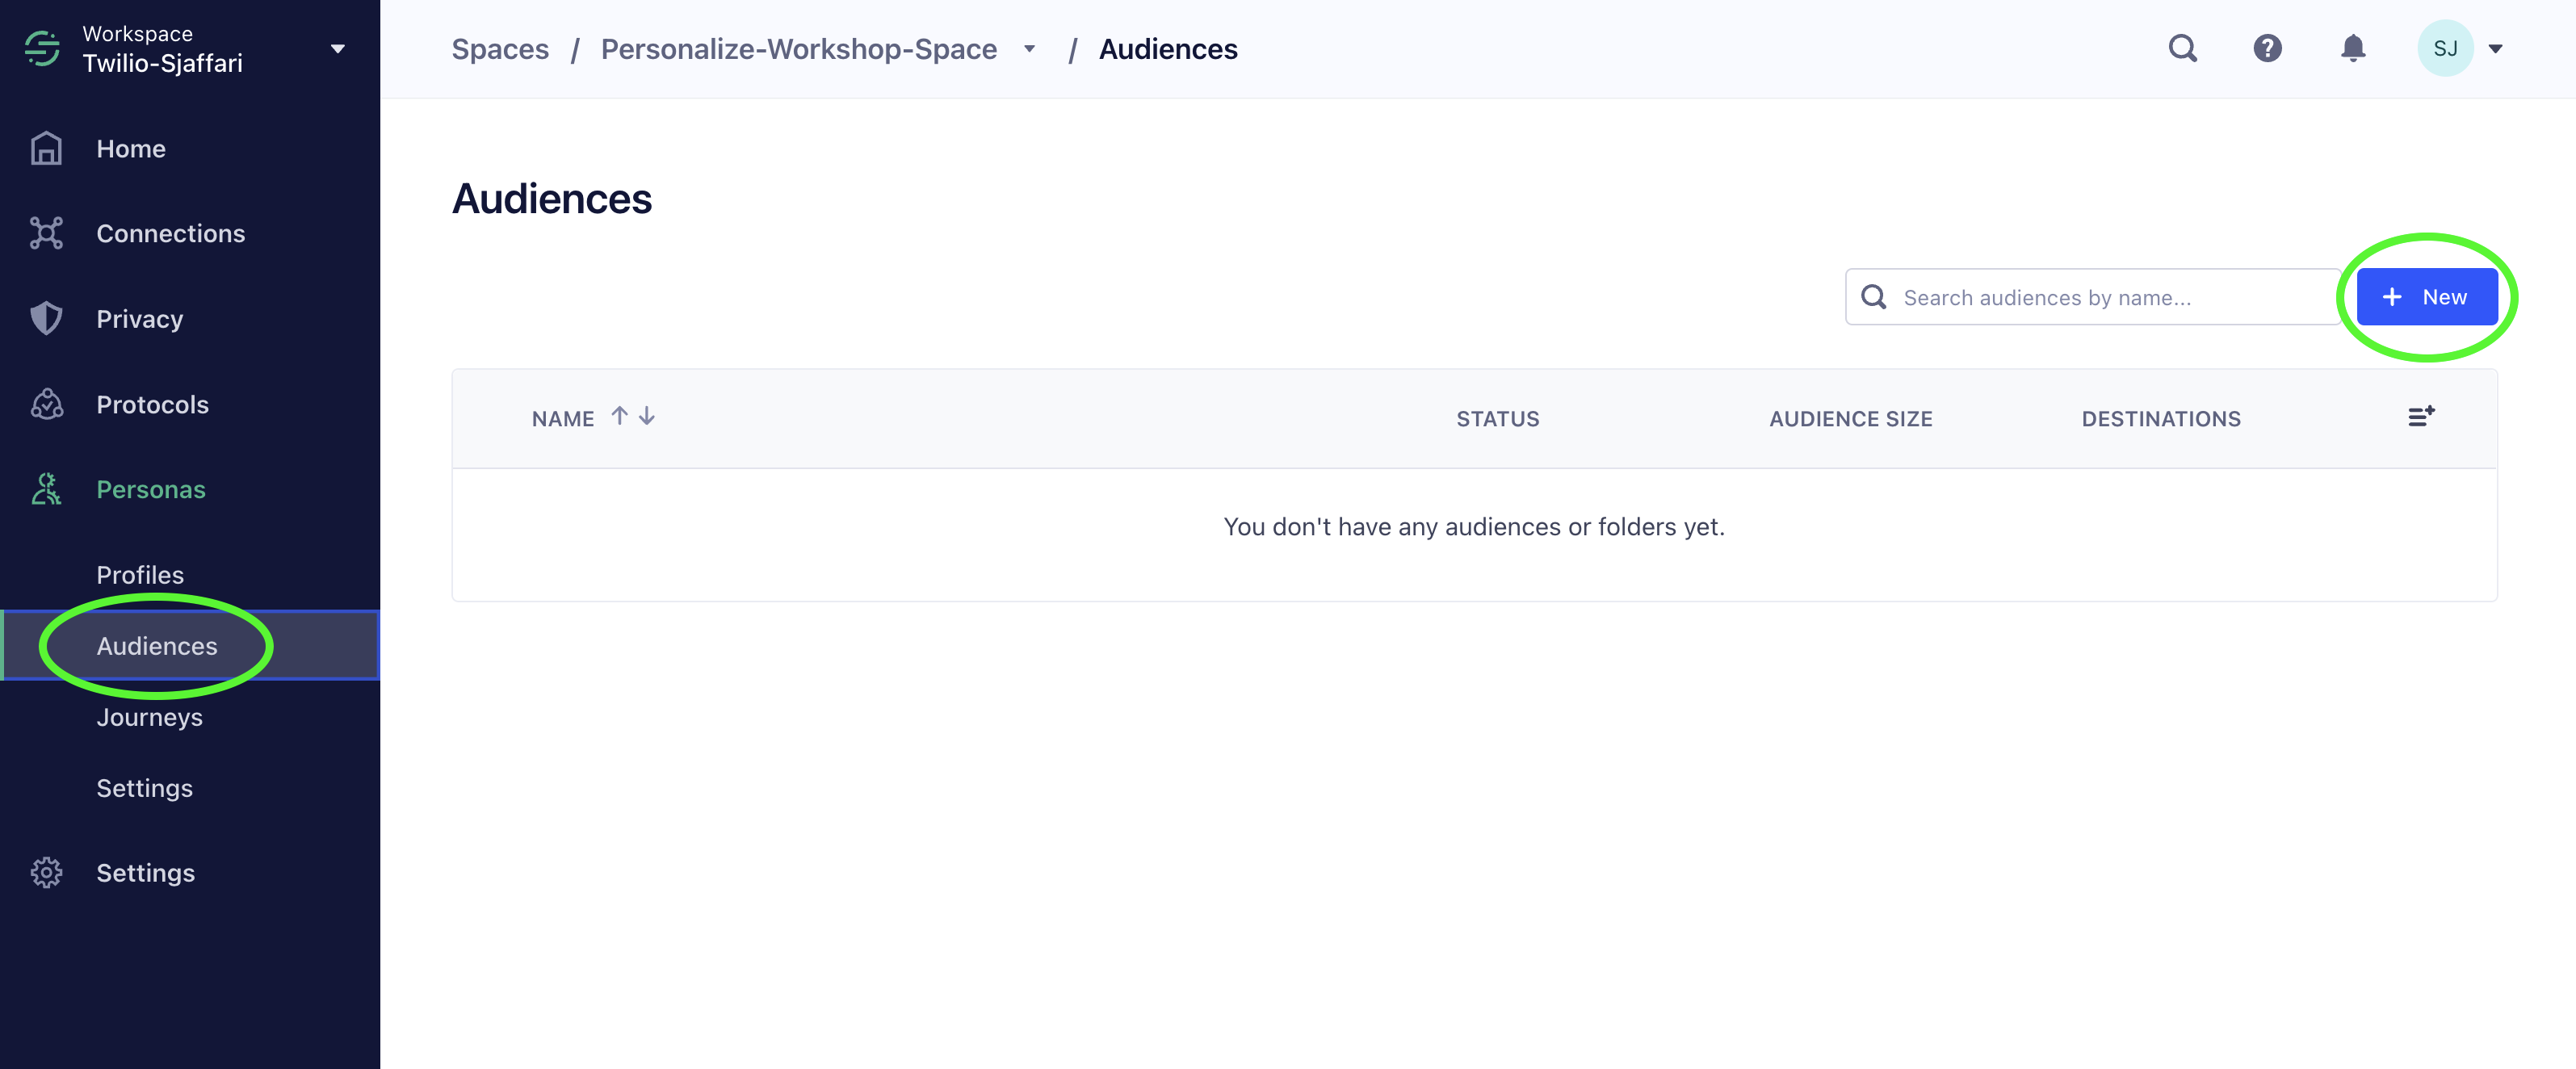 Workspace
Twilio-Sjaffari
Home
Connections
Privacy
Protocols
Personas
Profiles
Audiences
Journeys
Settings
Settings
Spaces / Personalize-Workshop-Space / Audiences
SJ
Audiences
Search audiences by name...
+ New
NAME STATUS AUDIENCE SIZE DESTINATIONS
You don't have any audiences or folders yet.